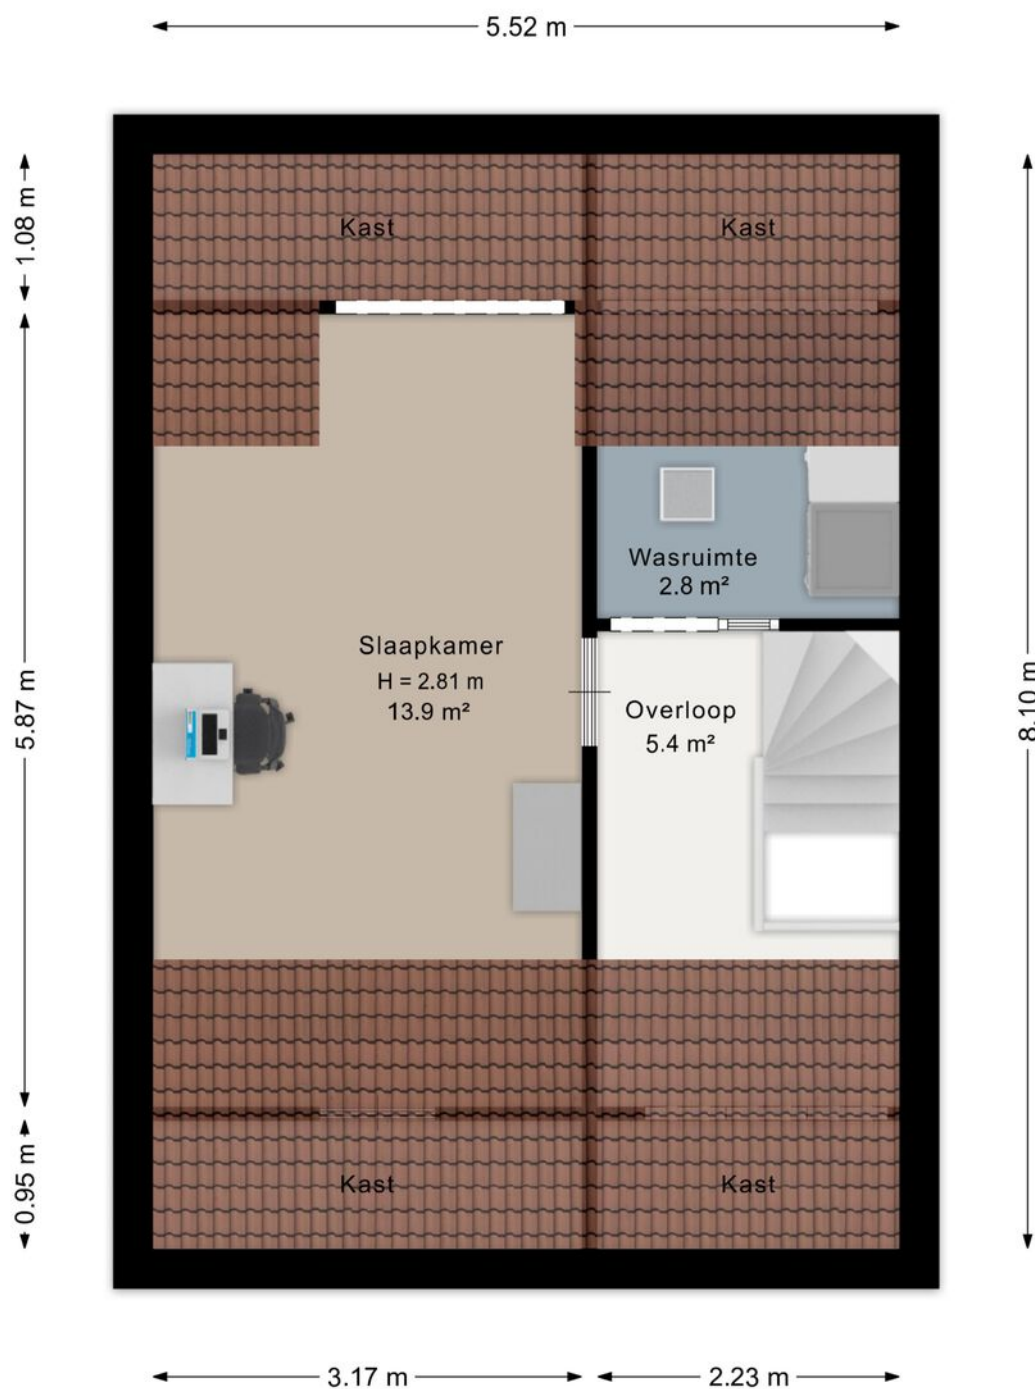 5.52 m
1.08 m
Kast
Kast
Wasruimte
2.8 m²
Slaapkamer
H = 2.81 m
13.9 m²
Overloop
5.4 m²
5.87 m
8.10 m
0.95 m
Kast
Kast
3.17 m
2.23 m